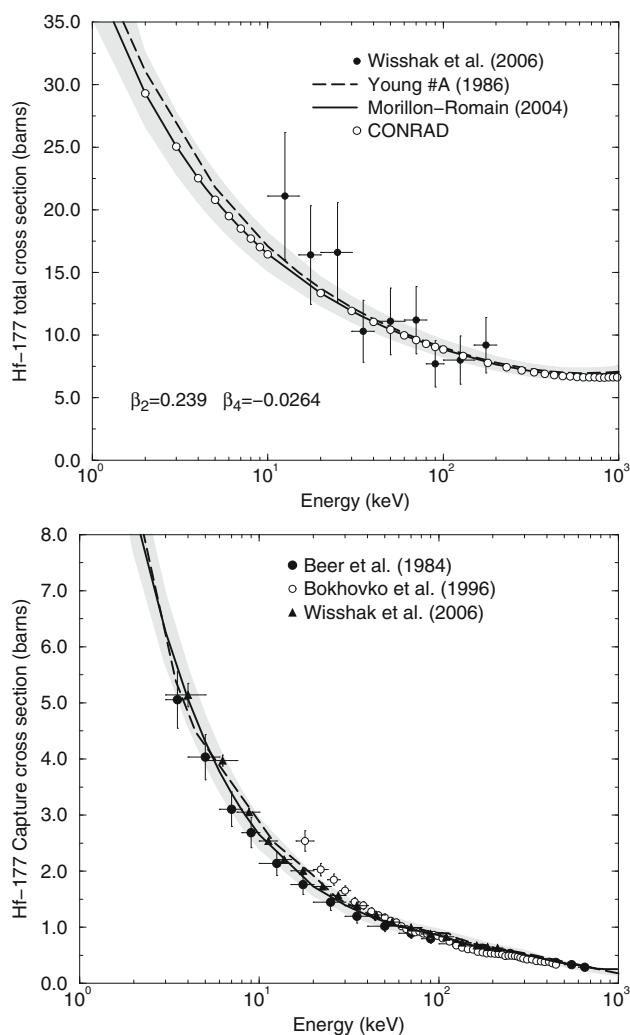 35.0
30.0
25.0
20.0
15.0
10.0
5.0
0.0
Hf−177 total cross section (barns)
Wisshak et al. (2006)
Young #A (1986)
Morillon−Romain (2004)
CONRAD
β2=0.239 β4=−0.0264
10^0 10^1 10^2 10^3
Energy (keV)
8.0
7.0
6.0
5.0
4.0
3.0
2.0
1.0
0.0
Hf−177 Capture cross section (barns)
Beer et al. (1984)
Bokhovko et al. (1996)
Wisshak et al. (2006)
10^0 10^1 10^2 10^3
Energy (keV)